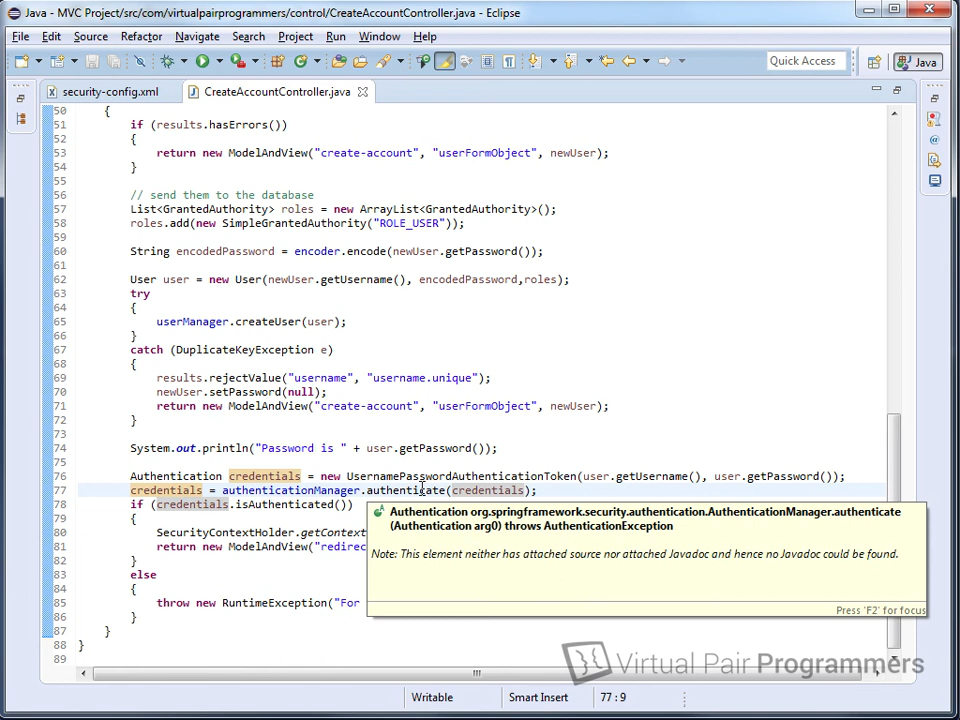 Java - MVC Project/src/com/virtualpairprogrammers/control/CreateAccountController.java - Eclipse
File Edit Source Refactor Navigate Search Project Run Window Help
Quick Access Java
security-config.xml CreateAccountController.java
50 {
51 if (results.hasErrors())
52 {
53 return new ModelAndView("create-account", "userFormObject", newUser);
54 }
55
56 // send them to the database
57 List<GrantedAuthority> roles = new ArrayList<GrantedAuthority>();
58 roles.add(new SimpleGrantedAuthority("ROLE_USER"));
59
60 String encodedPassword = encoder.encode(newUser.getPassword());
61
62 User user = new User(newUser.getUsername(), encodedPassword,roles);
63 try
64 {
65 userManager.createUser(user);
66 }
67 catch (DuplicateKeyException e)
68 {
69 results.rejectValue("username", "username.unique");
70 newUser.setPassword(null);
71 return new ModelAndView("create-account", "userFormObject", newUser);
72 }
73
74 System.out.println("Password is " + user.getPassword());
75
76 Authentication credentials = new UsernamePasswordAuthenticationToken(user.getUsername(), user.getPassword());
77 credentials = authenticationManager.authenticate(credentials);
78 if (credentials.isAuthenticated())
79 {
80 SecurityContextHolder.getContext
81 return new ModelAndView("redirec
82 }
83 else
84 {
85 throw new RuntimeException("For
86 }
87 }
88 }
89
Authentication org.springframework.security.authentication.AuthenticationManager.authenticate
(Authentication arg0) throws AuthenticationException
Note: This element neither has attached source nor attached Javadoc and hence no Javadoc could be found.
Press 'F2' for focus
Virtual Pair Programmers
Writable Smart Insert 77 : 9